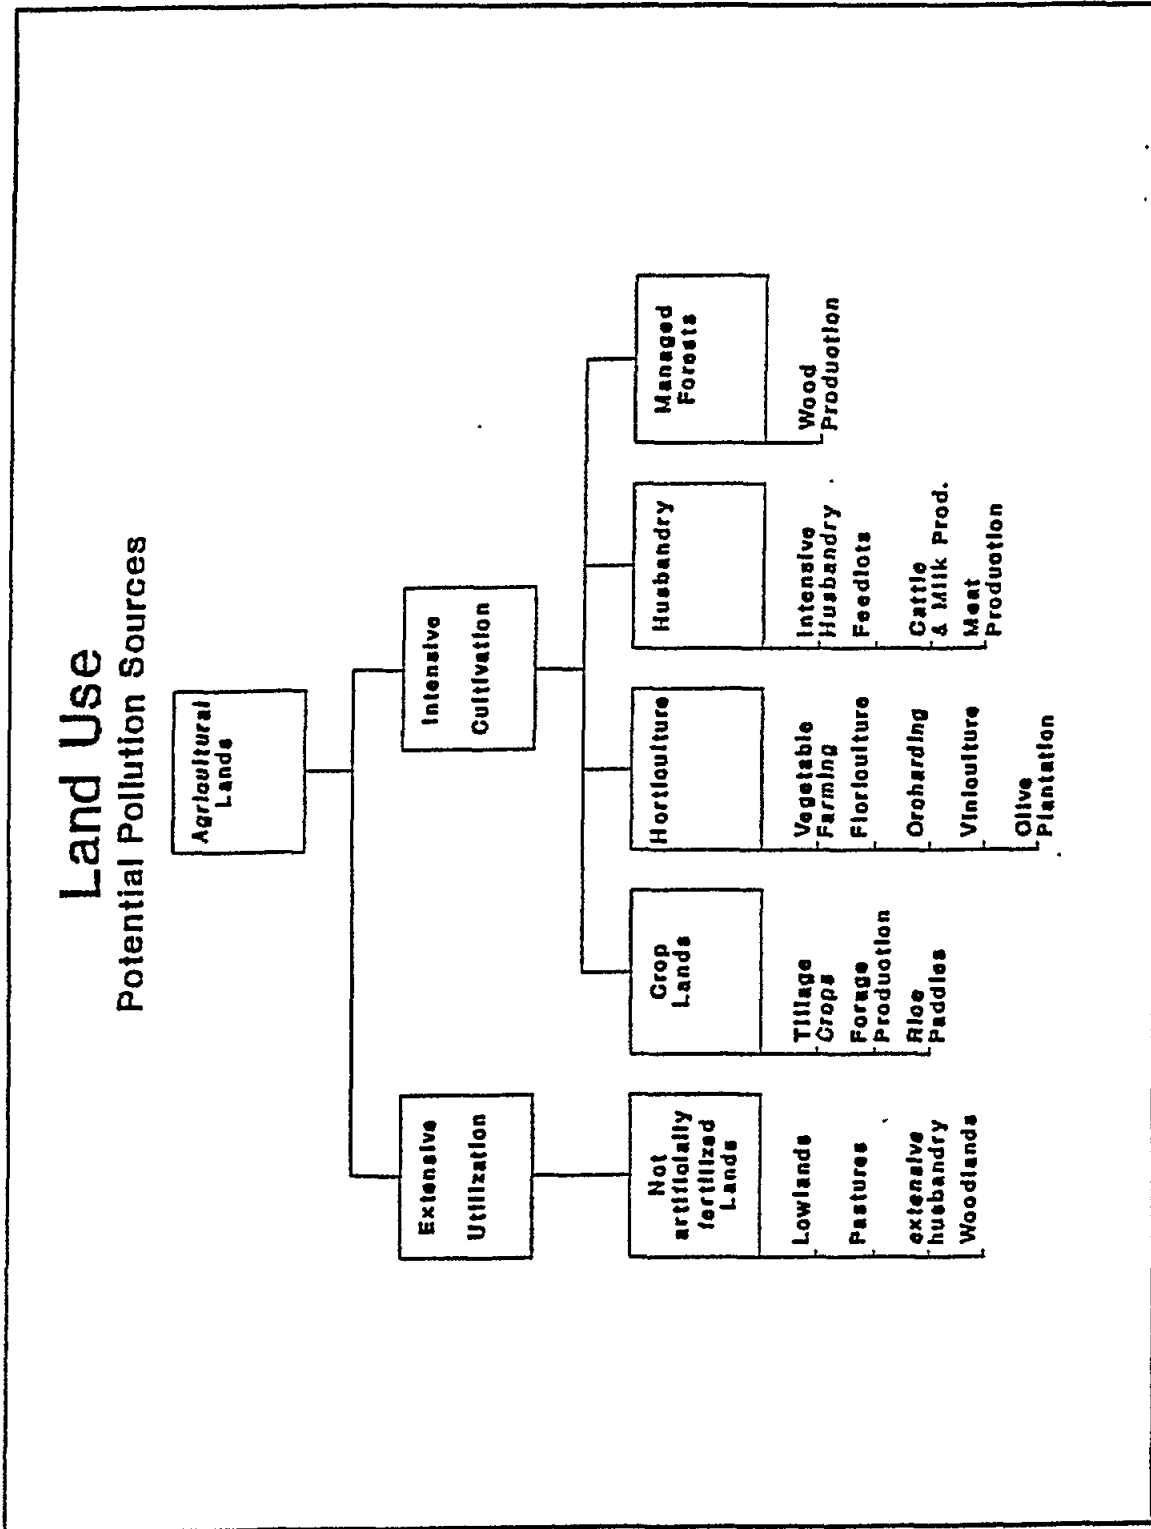 Land Use
Potential Pollution Sources
Agricultural
Lands
Extensive
Utilization
Intensive
Cultivation
Not
artificially
fertilized
Lands
Lowlands
Pastures
extensive
husbandry
Woodlands
Crop
Lands
Tillage
Crops
Forage
Production
Rice
Paddies
Horticulture
Vegetable
Farming
Floriculture
Orcharding
Viniculture
Olive
Plantation
Husbandry
Intensive
Husbandry
Feedlots
Cattle
& Milk Prod.
Meat
Production
Managed
Forests
Wood
Production